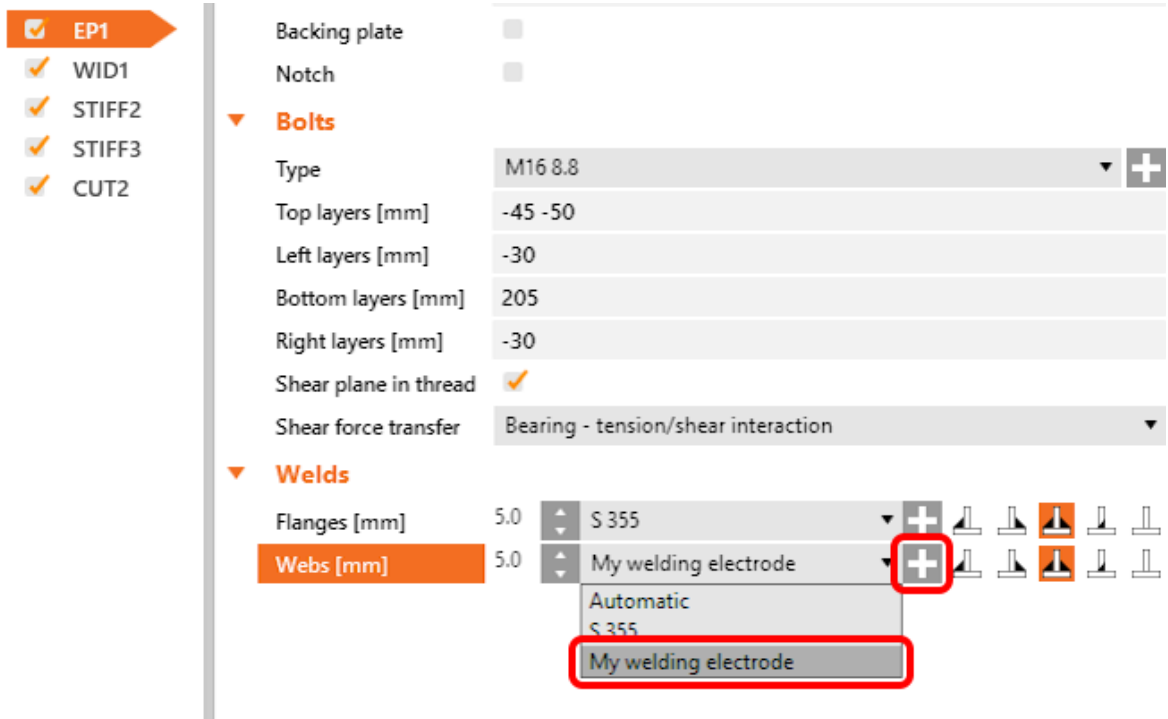 EP1
WID1
STIFF2
STIFF3
CUT2
Backing plate
Notch
Bolts
Type M16 8.8
Top layers [mm] -45 -50
Left layers [mm] -30
Bottom layers [mm] 205
Right layers [mm] -30
Shear plane in thread
Shear force transfer Bearing - tension/shear interaction
Welds
Flanges [mm] 5.0 S 355
Webs [mm] 5.0 My welding electrode
Automatic
S 355
My welding electrode